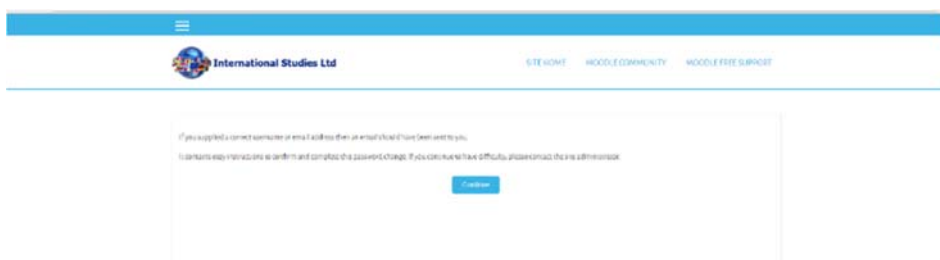 International Studies Ltd
SITE HOME MOODLE COMMUNITY MOODLE FREE SUPPORT
If you supplied a correct username or email address then an email should have been sent to you.
It contains easy instructions to confirm and complete this password change. If you continue to have difficulty, please contact the site administrator.
Continue